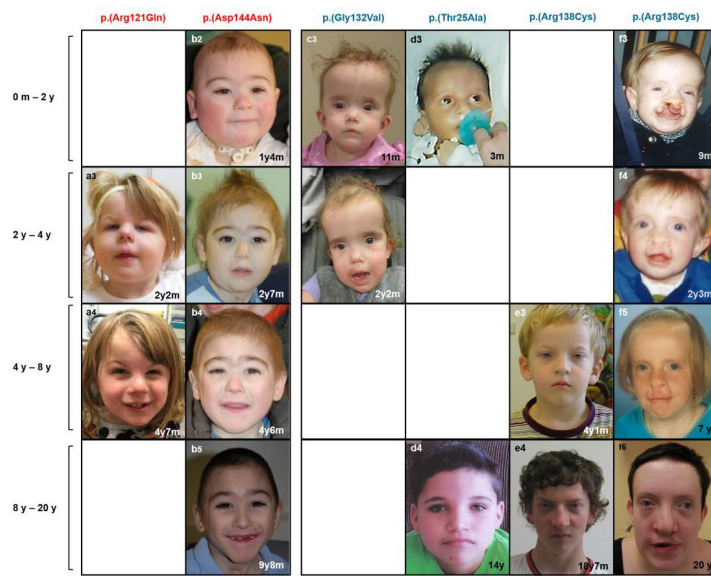 p.(Arg121Gln) p.(Asp144Asn) p.(Gly132Val) p.(Thr25Ala) p.(Arg138Cys) p.(Arg138Cys)
0 m – 2 y
b2 1y4m
c3 11m
d3 3m
f3 9m
2 y – 4 y
a3 2y2m
b3 2y7m
2y2m
f4 2y3m
4 y – 8 y
a4 4y7m
b4 4y6m
e3 4y1m
f5 7 y
8 y – 20 y
b5 9y8m
d4 14y
e4 18y7m
f6 20 y